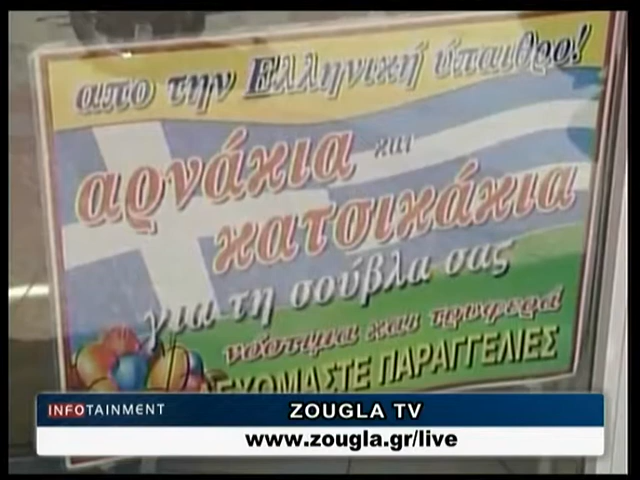 απο την Ελληνική ύπαιθρο!
αρνάκια και
κατσικάκια
για τη σούβλα σας
νόστιμα και τρυφερά
ΕΧΟΜΑΣΤΕ ΠΑΡΑΓΓΕΛΙΕΣ
INFOTAINMENT
ZOUGLA TV
www.zougla.gr/live